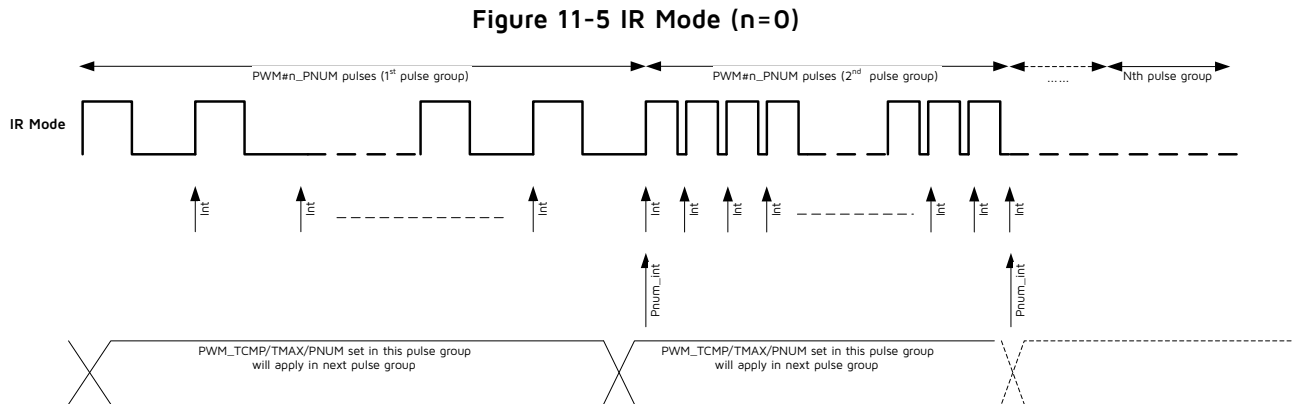 Figure 11-5 IR Mode (n=0)
PWM#n_PNUM pulses (1st pulse group)
PWM#n_PNUM pulses (2nd pulse group)
......
Nth pulse group
IR Mode
Int
Int
Int
Int
Int
Int
Int
Int
Int
Int
Pnum_int
Pnum_int
PWM_TCMP/TMAX/PNUM set in this pulse group
will apply in next pulse group
PWM_TCMP/TMAX/PNUM set in this pulse group
will apply in next pulse group